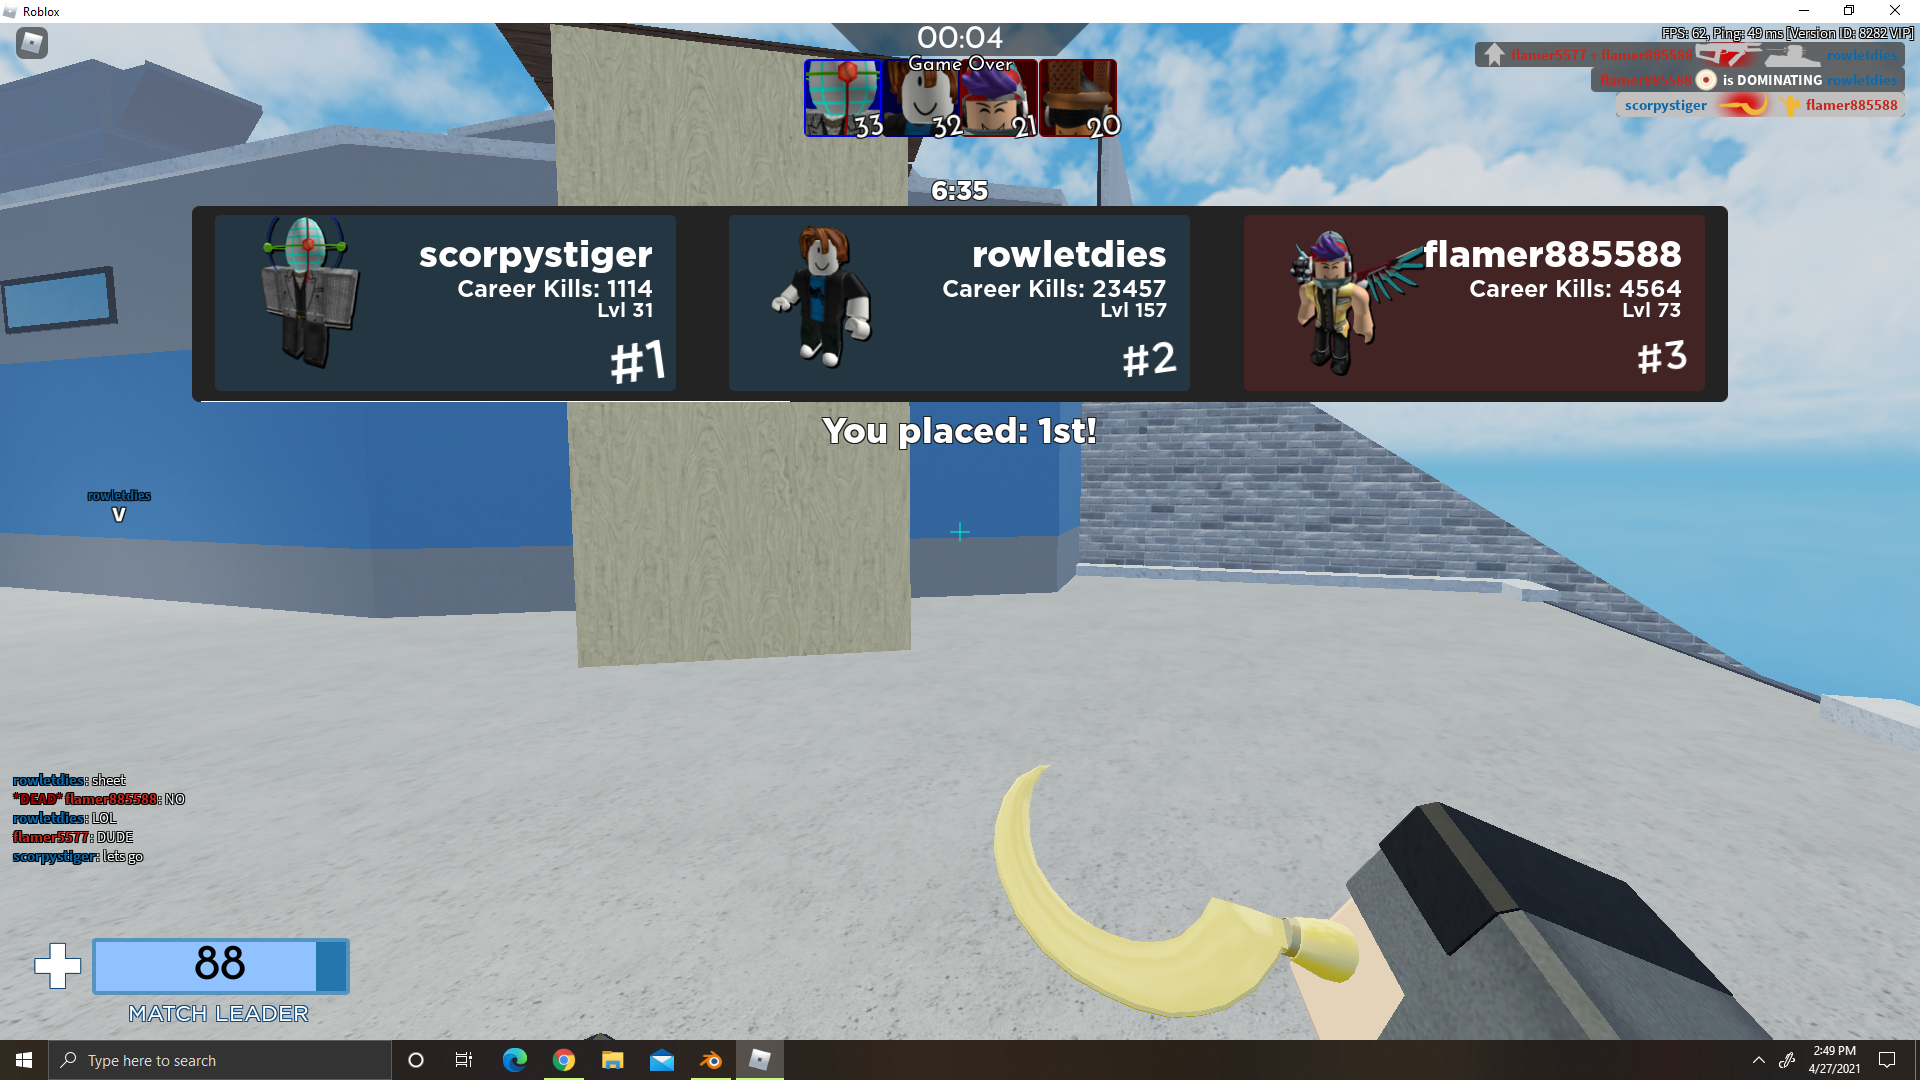 Roblox
00:04
Game Over
33
32
21
20
FPS: 62, Ping: 49 ms [Version ID: 8282 VIP]
flamer5577 + flamer885588 rowletdies
flamer885588 is DOMINATING rowletdies
scorpystiger flamer885588
6:35
scorpystiger
Career Kills: 1114
Lvl 31
#1
rowletdies
Career Kills: 23457
Lvl 157
#2
flamer885588
Career Kills: 4564
Lvl 73
#3
You placed: 1st!
rowletdies
V
rowletdies: sheet
*DEAD* flamer885588: NO
rowletdies: LOL
flamer5577: DUDE
scorpystiger: lets go
88
MATCH LEADER
Type here to search
2:49 PM
4/27/2021